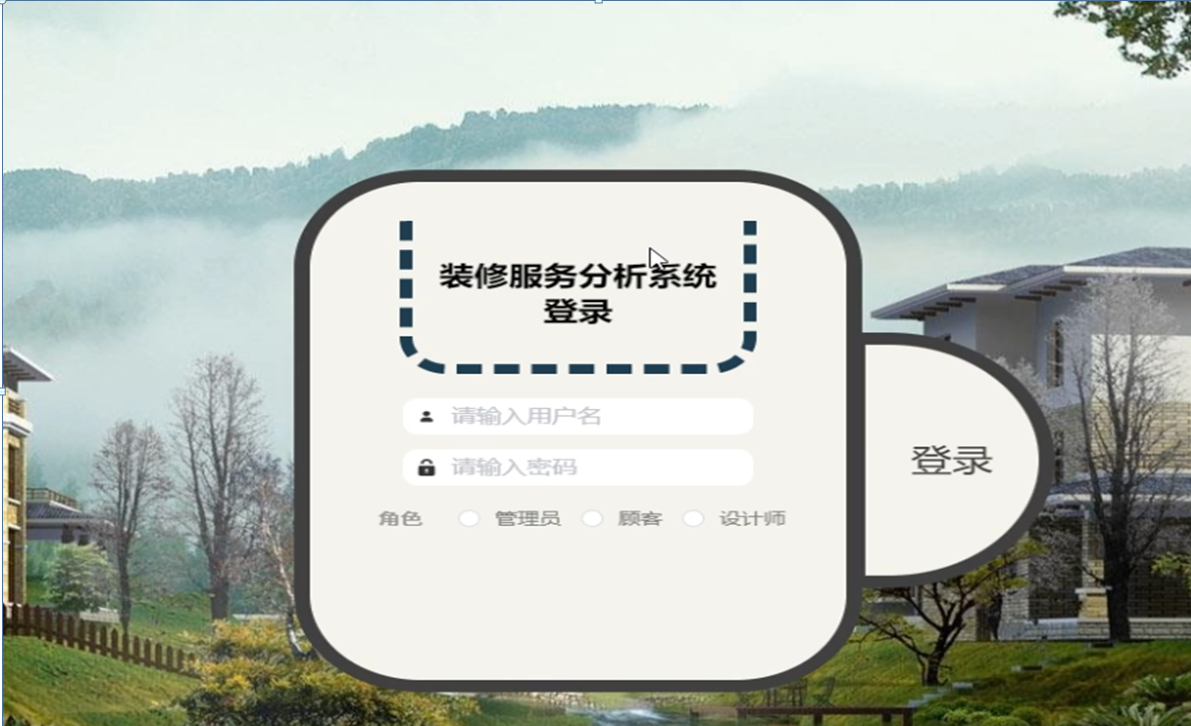 装修服务分析系统
登录
请输入用户名
请输入密码
角色 管理员 顾客 设计师
登录